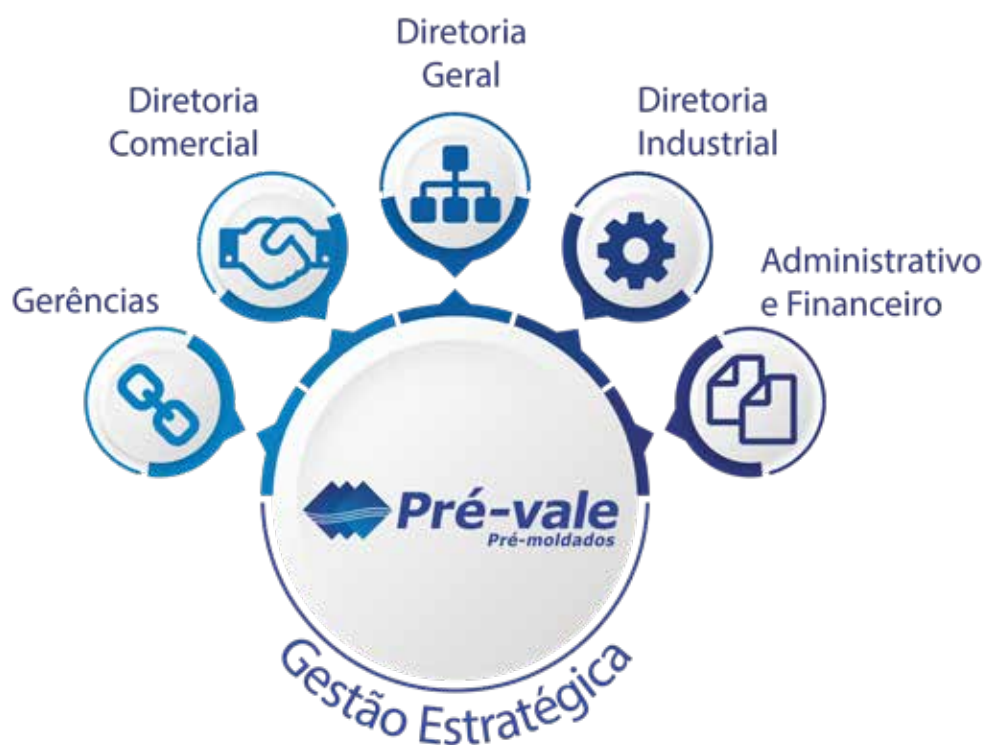 Diretoria
Geral
Diretoria
Comercial
Diretoria
Industrial
Gerências
Administrativo
e Financeiro
Pré-vale
Pré-moldados
Gestão Estratégica